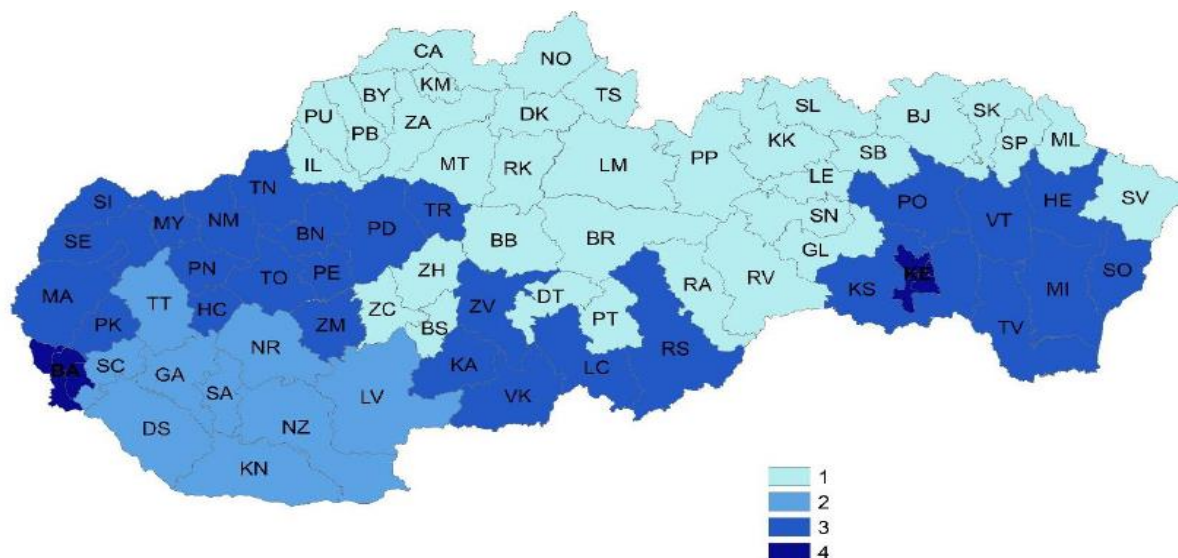 CA
NO
KM
BY
TS
PU
DK
SL
ZA
PB
BJ
SK
SP
KK
ML
SB
MT
RK
LM
PP
IL
LE
TN
SV
SI
TR
HE
NM
MY
PD
SN
PO
VT
BN
SE
BB
BR
GL
ZH
PN
TO
PE
RV
KE
SO
MA
TT
RA
KS
MI
HC
ZV
DT
ZC
PK
ZM
BS
PT
TV
NR
RS
BA
SC
KA
LC
GA
SA
LV
VK
DS
NZ
KN
1
2
3
4